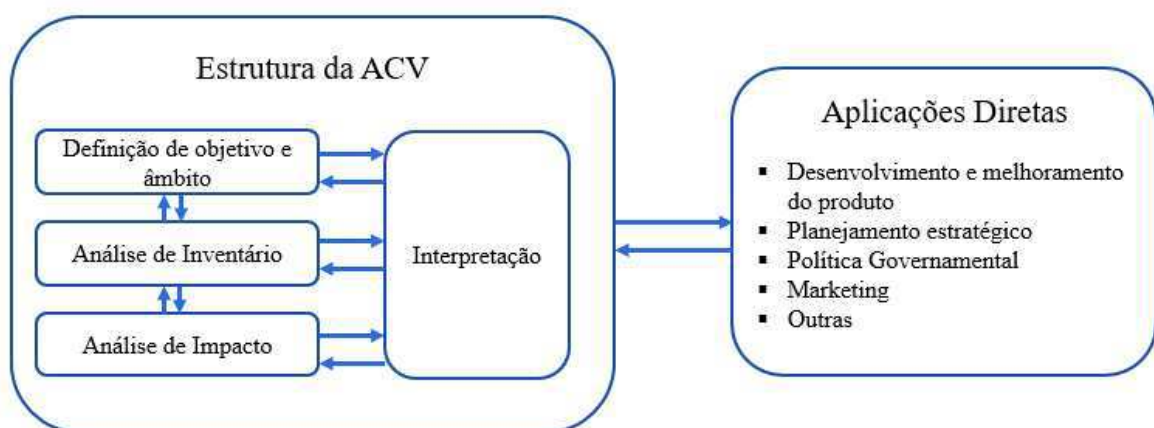 Estrutura da ACV
Definição de objetivo e
âmbito
Análise de Inventário
Análise de Impacto
Interpretação
Aplicações Diretas
▪ Desenvolvimento e melhoramento
do produto
▪ Planejamento estratégico
▪ Política Governamental
▪ Marketing
▪ Outras